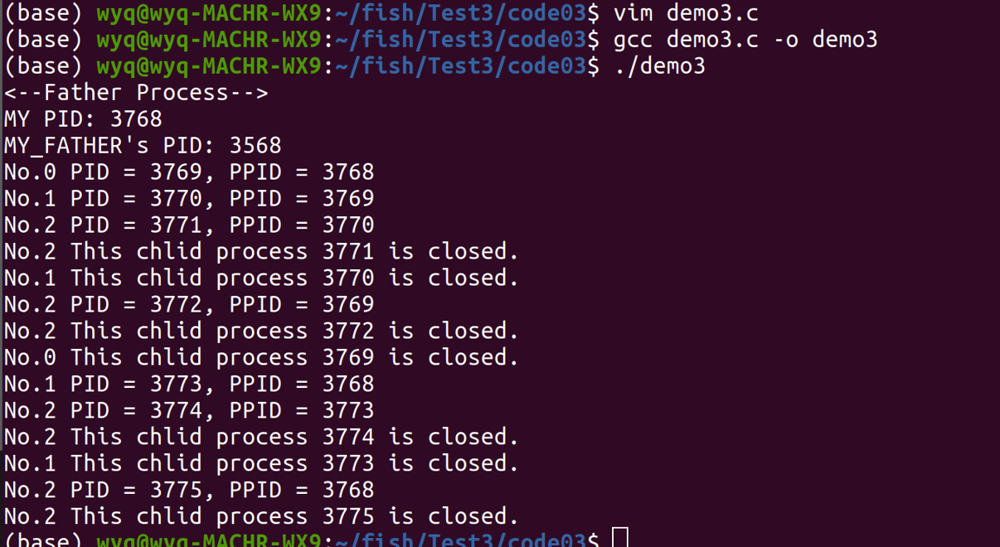 (base) wyq@wyq-MACHR-WX9:~/fish/Test3/code03$ vim demo3.c
(base) wyq@wyq-MACHR-WX9:~/fish/Test3/code03$ gcc demo3.c -o demo3
(base) wyq@wyq-MACHR-WX9:~/fish/Test3/code03$ ./demo3
<--Father Process-->
MY PID: 3768
MY_FATHER's PID: 3568
No.0 PID = 3769, PPID = 3768
No.1 PID = 3770, PPID = 3769
No.2 PID = 3771, PPID = 3770
No.2 This chlid process 3771 is closed.
No.1 This chlid process 3770 is closed.
No.2 PID = 3772, PPID = 3769
No.2 This chlid process 3772 is closed.
No.0 This chlid process 3769 is closed.
No.1 PID = 3773, PPID = 3768
No.2 PID = 3774, PPID = 3773
No.2 This chlid process 3774 is closed.
No.1 This chlid process 3773 is closed.
No.2 PID = 3775, PPID = 3768
No.2 This chlid process 3775 is closed.
(base) wyq@wyq-MACHR-WX9:~/fish/Test3/code03$